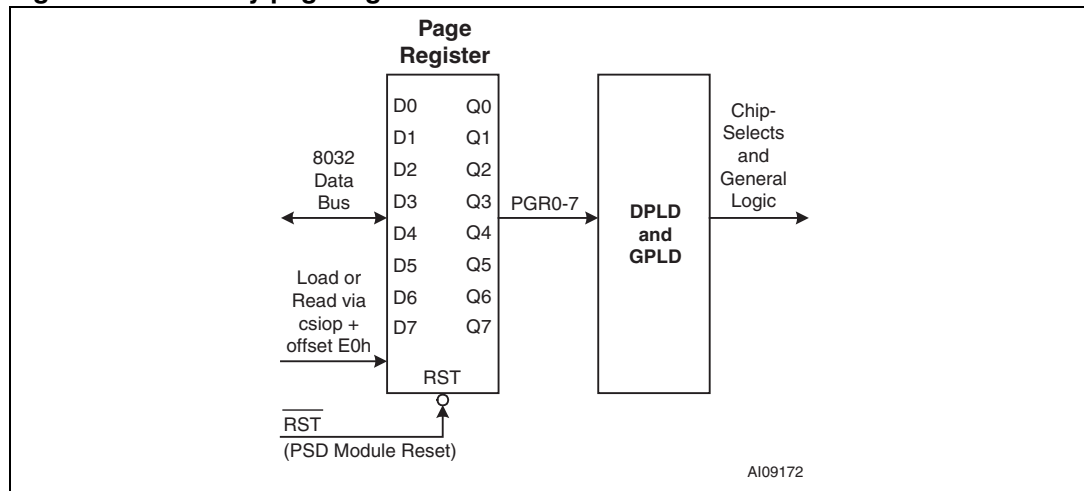 Page
Register
D0 Q0
D1 Q1
D2 Q2
D3 Q3
D4 Q4
D5 Q5
D6 Q6
D7 Q7
RST
8032
Data
Bus
Load or
Read via
csiop +
offset E0h
RST
(PSD Module Reset)
PGR0-7
DPLD
and
GPLD
Chip-
Selects
and
General
Logic
AI09172